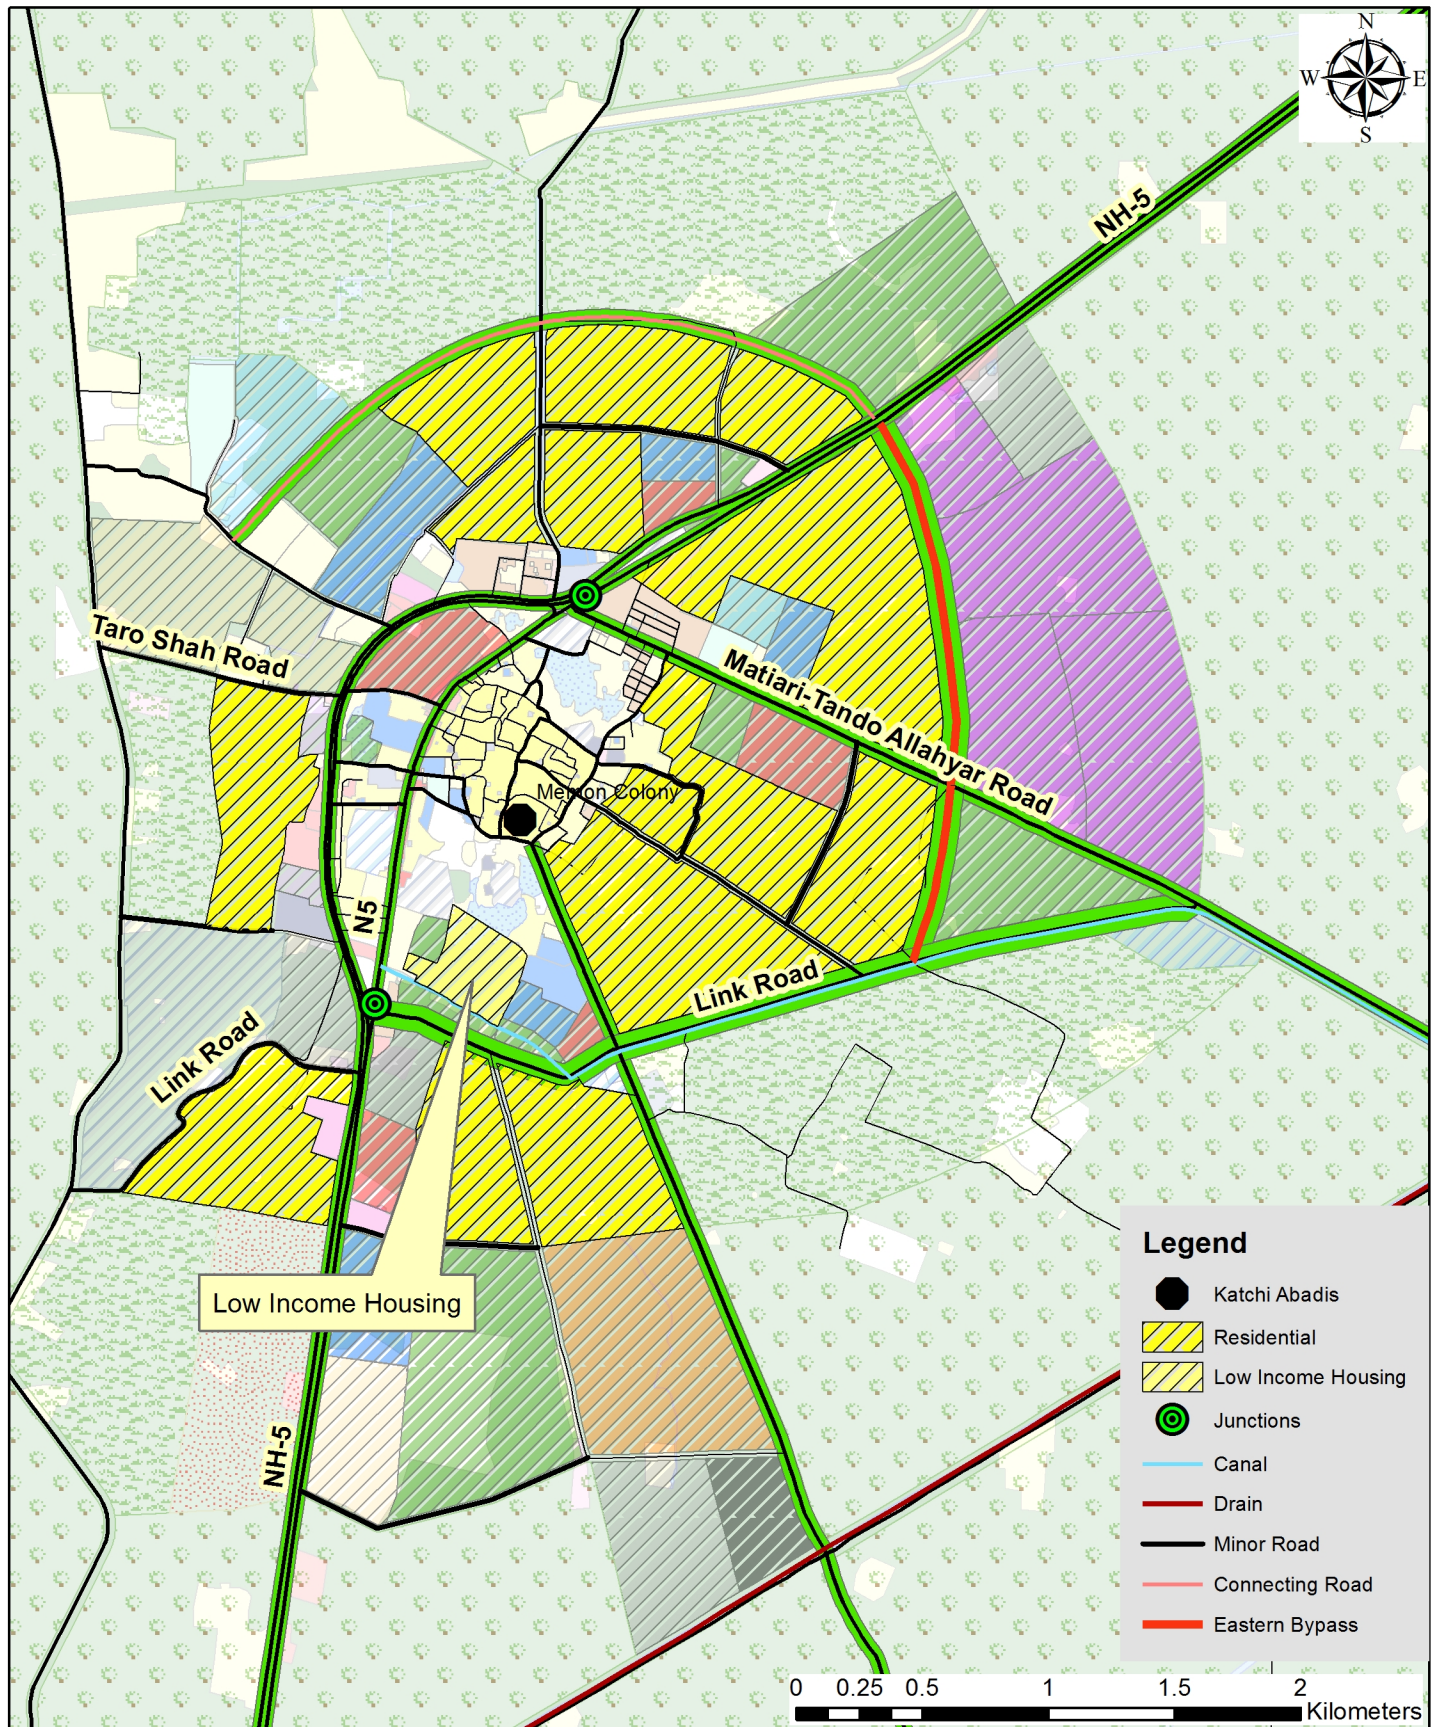 N
W E
S
NH-5
Taro Shah Road
Matiari-Tando Allahyar Road
Memon Colony
N5
Link Road
Link Road
Low Income Housing
NH-5
Legend
Katchi Abadis
Residential
Low Income Housing
Junctions
Canal
Drain
Minor Road
Connecting Road
Eastern Bypass
0 0.25 0.5 1 1.5 2
Kilometers